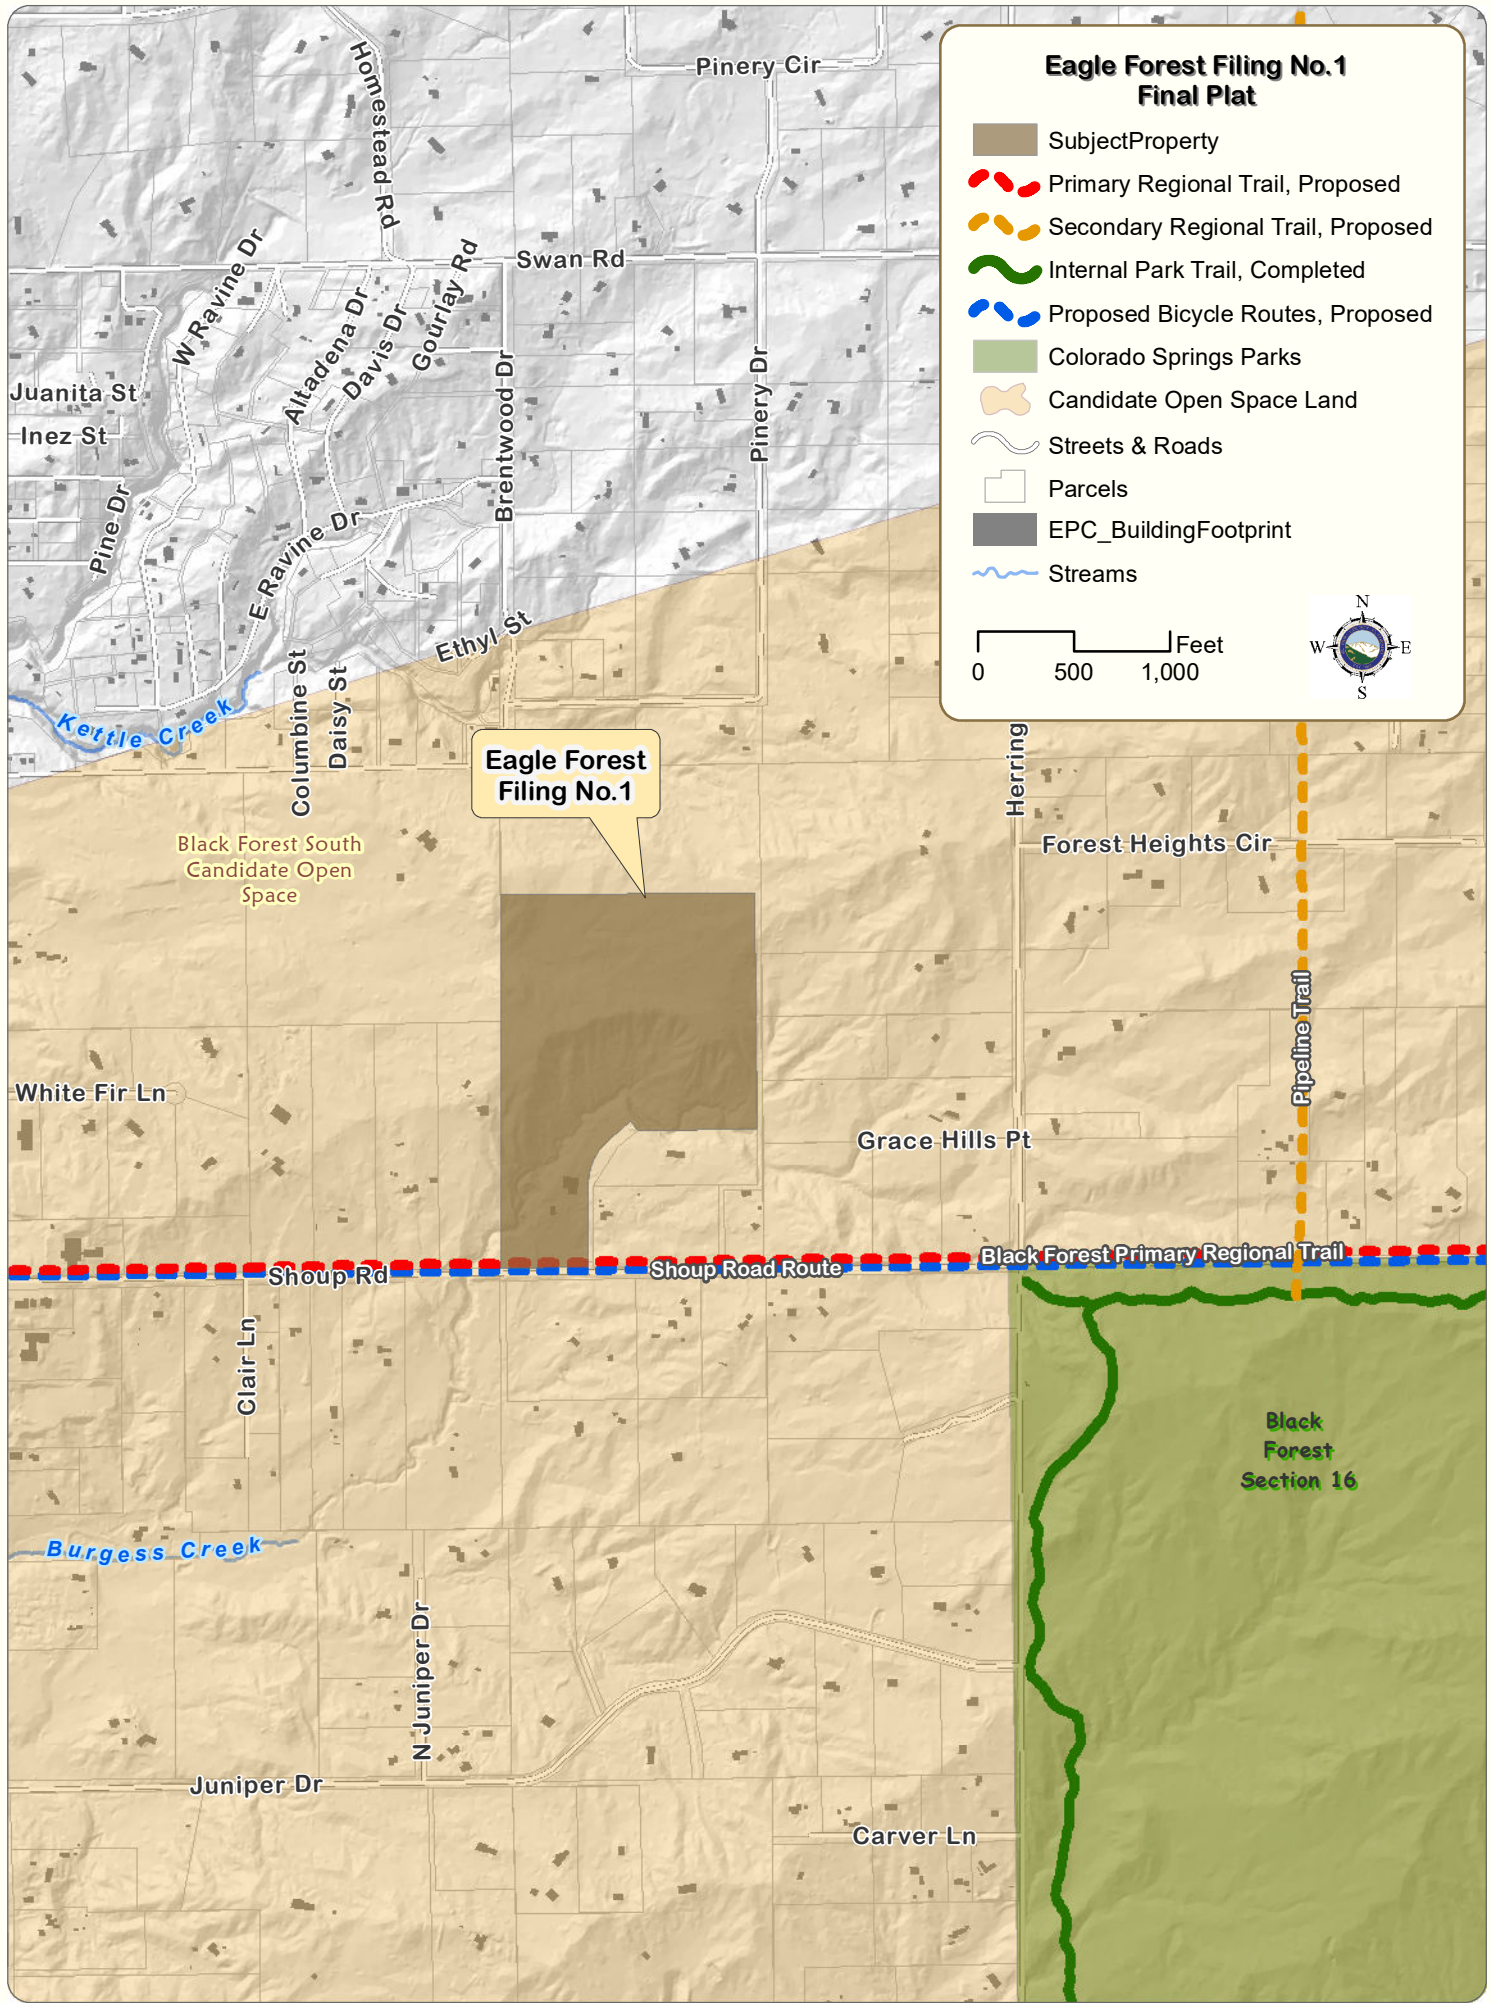 Homestead Rd
Pinery Cir
Eagle Forest Filing No.1
Final Plat
SubjectProperty
Primary Regional Trail, Proposed
Secondary Regional Trail, Proposed
Internal Park Trail, Completed
Proposed Bicycle Routes, Proposed
Colorado Springs Parks
Candidate Open Space Land
Streets & Roads
Parcels
EPC_BuildingFootprint
Streams
Feet
0 500 1,000
N
W E
S
Swan Rd
W Ravine Dr
Altadena Dr
Davis Dr
Gourlay Rd
Brentwood Dr
Pinery Dr
Juanita St
Inez St
Pine Dr
E Ravine Dr
Ethyl St
Kettle Creek
Columbine St
Daisy St
Herring
Eagle Forest
Filing No.1
Black Forest South
Candidate Open
Space
Forest Heights Cir
Pipeline Trail
White Fir Ln
Grace Hills Pt
Black Forest Primary Regional Trail
Shoup Road Route
Shoup Rd
Clair Ln
Black
Forest
Section 16
Burgess Creek
N Juniper Dr
Juniper Dr
Carver Ln